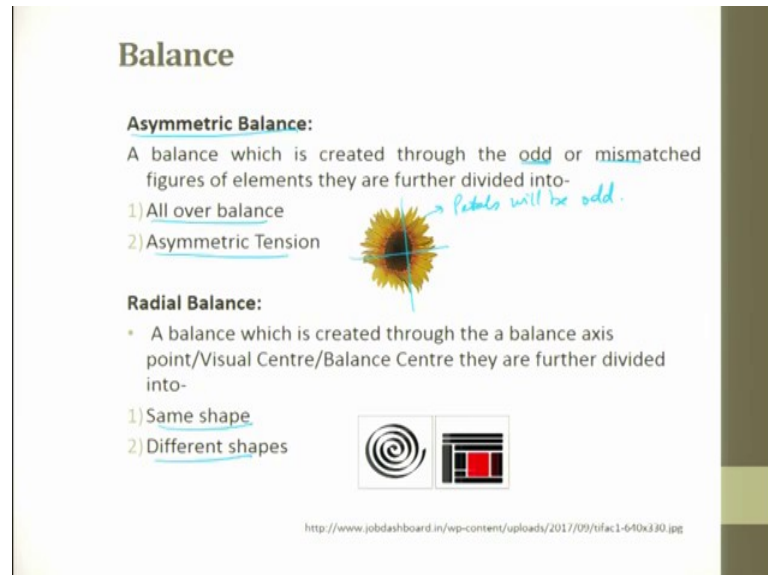 Balance
Asymmetric Balance:
A balance which is created through the odd or mismatched
figures of elements they are further divided into-
1) All over balance
Petals will be odd.
2) Asymmetric Tension
Radial Balance:
• A balance which is created through the a balance axis
point/Visual Centre/Balance Centre they are further divided
into-
1) Same shape
2) Different shapes
http://www.jobdashboard.in/wp-content/uploads/2017/09/tifac1-640x330.jpg